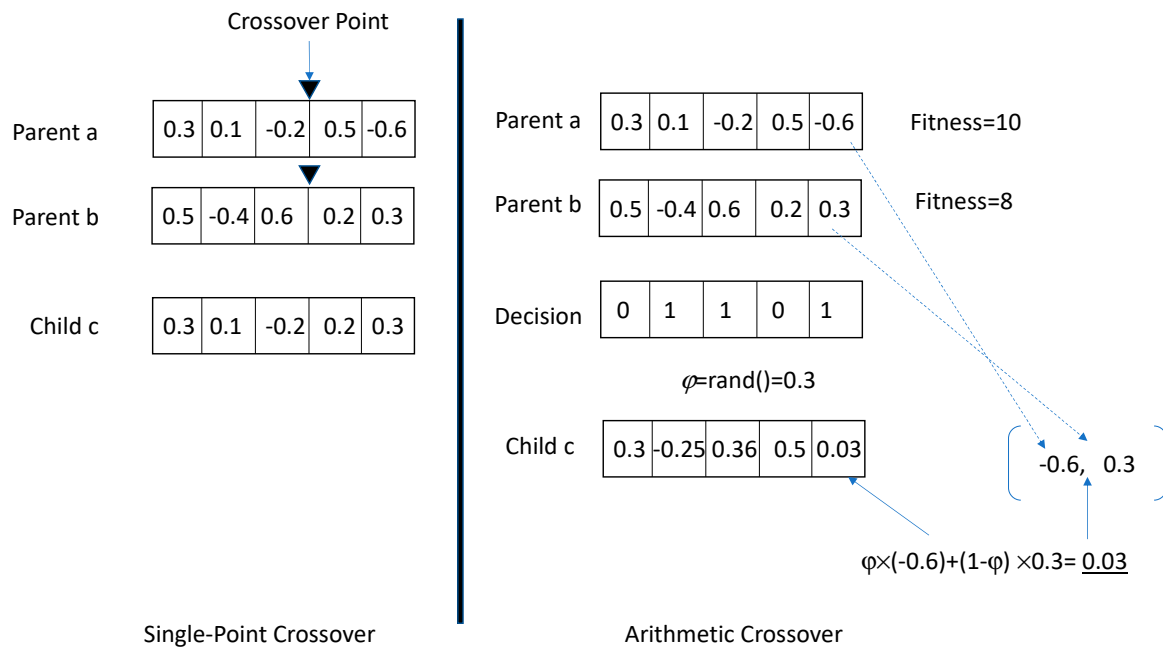 Crossover Point
Parent a 0.3 0.1 -0.2 0.5 -0.6
Parent b 0.5 -0.4 0.6 0.2 0.3
Child c 0.3 0.1 -0.2 0.2 0.3
Single-Point Crossover
Parent a 0.3 0.1 -0.2 0.5 -0.6 Fitness=10
Parent b 0.5 -0.4 0.6 0.2 0.3 Fitness=8
Decision 0 1 1 0 1
φ=rand()=0.3
Child c 0.3 -0.25 0.36 0.5 0.03
-0.6, 0.3
φ×(-0.6)+(1-φ) ×0.3= 0.03
Arithmetic Crossover